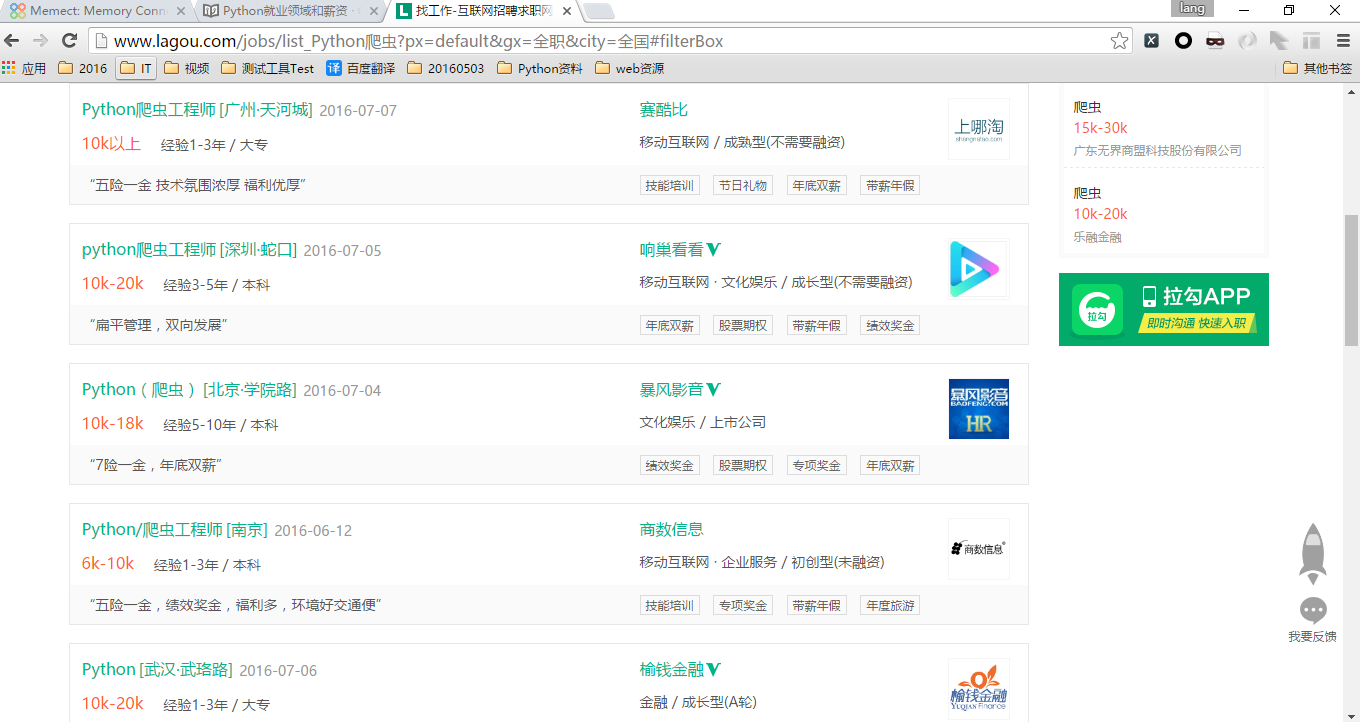 Memect: Memory Conn
Python就业领域和薪资 ·
找工作-互联网招聘求职网
lang
www.lagou.com/jobs/list_Python爬虫?px=default&gx=全职&city=全国#filterBox
应用 2016 IT 视频 测试工具Test 译 百度翻译 20160503 Python资料 web资源 其他书签
Python爬虫工程师 [广州·天河城] 2016-07-07
10k以上 经验1-3年 / 大专
“五险一金 技术氛围浓厚 福利优厚”
赛酷比
移动互联网 / 成熟型(不需要融资)
技能培训 节日礼物 年底双薪 带薪年假
上哪淘
shangnatao.com
python爬虫工程师 [深圳·蛇口] 2016-07-05
10k-20k 经验3-5年 / 本科
“扁平管理，双向发展”
响巢看看
移动互联网 · 文化娱乐 / 成长型(不需要融资)
年底双薪 股票期权 带薪年假 绩效奖金
Python（爬虫） [北京·学院路] 2016-07-04
10k-18k 经验5-10年 / 本科
“7险一金，年底双薪”
暴风影音
文化娱乐 / 上市公司
绩效奖金 股票期权 专项奖金 年底双薪
暴风影音
BAOFENG.COM
HR
Python/爬虫工程师 [南京] 2016-06-12
6k-10k 经验1-3年 / 本科
“五险一金，绩效奖金，福利多，环境好交通便”
商数信息
移动互联网 · 企业服务 / 初创型(未融资)
技能培训 专项奖金 带薪年假 年度旅游
商数信息
Python [武汉·武珞路] 2016-07-06
10k-20k 经验1-3年 / 大专
榆钱金融
金融 / 成长型(A轮)
榆钱金融
YUQIAN Finance
爬虫
15k-30k
广东无界商盟科技股份有限公司
爬虫
10k-20k
乐融金融
拉勾
拉勾APP
即时沟通 快速入职
我要反馈